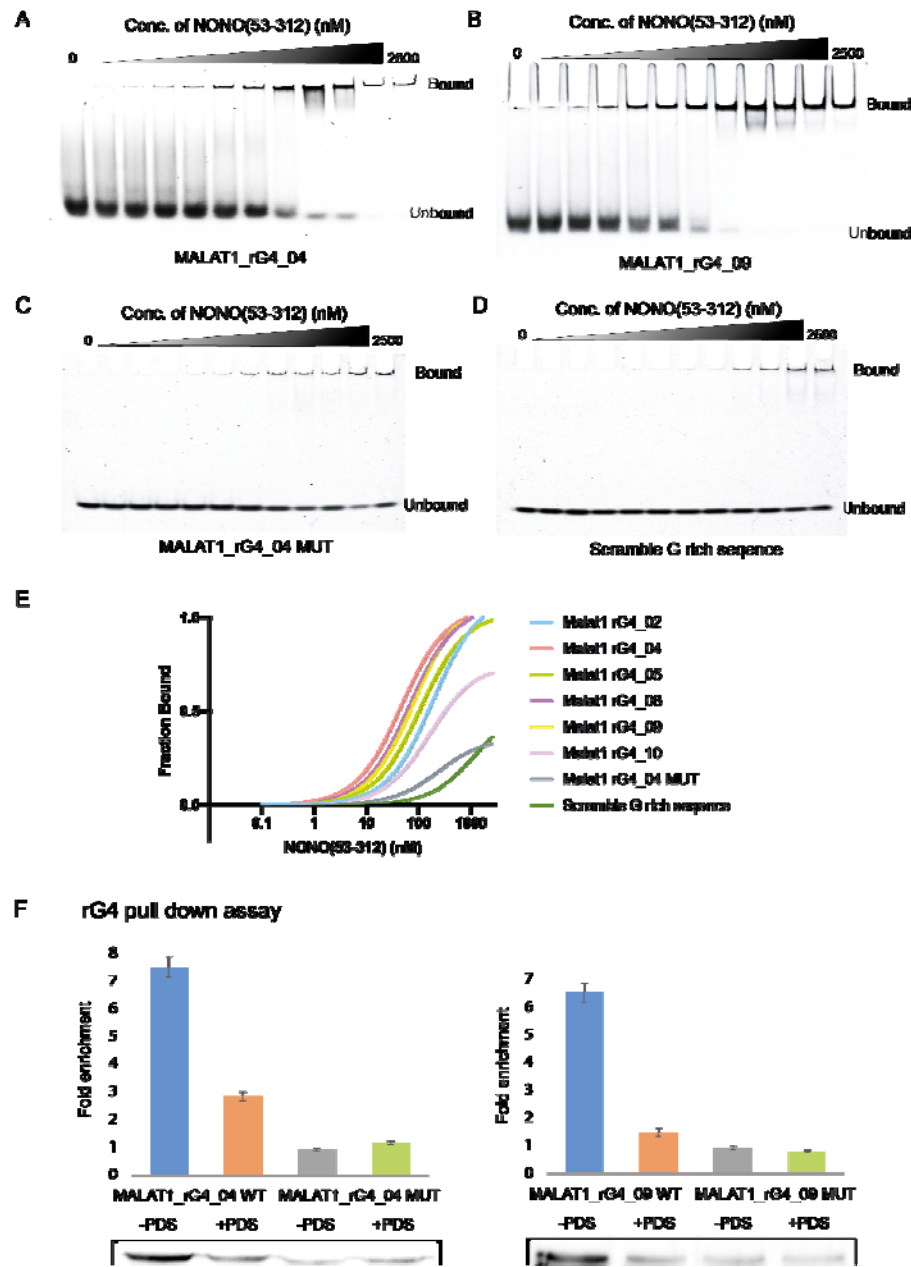 A
Conc. of NONO(53-312) (nM)
0
2500
Bound
Unbound
MALAT1_rG4_04
B
Conc. of NONO(53-312) (nM)
0
2500
Bound
Unbound
MALAT1_rG4_09
C
Conc. of NONO(53-312) (nM)
0
2500
Bound
Unbound
MALAT1_rG4_04 MUT
D
Conc. of NONO(53-312) (nM)
0
2500
Bound
Unbound
Scramble G rich seqence
E
Fraction Bound
1.0
0.5
0.0
0.1 1 10 100 1000
NONO(53-312) (nM)
Malat1 rG4_02
Malat1 rG4_04
Malat1 rG4_05
Malat1 rG4_08
Malat1 rG4_09
Malat1 rG4_10
Malat1 rG4_04 MUT
Scramble G rich seqence
F rG4 pull down assay
Fold enrichment
8
7
6
5
4
3
2
1
0
MALAT1_rG4_04 WT MALAT1_rG4_04 MUT
-PDS +PDS -PDS +PDS
Fold enrichment
7
6
5
4
3
2
1
0
MALAT1_rG4_09 WT MALAT1_rG4_09 MUT
-PDS +PDS -PDS +PDS